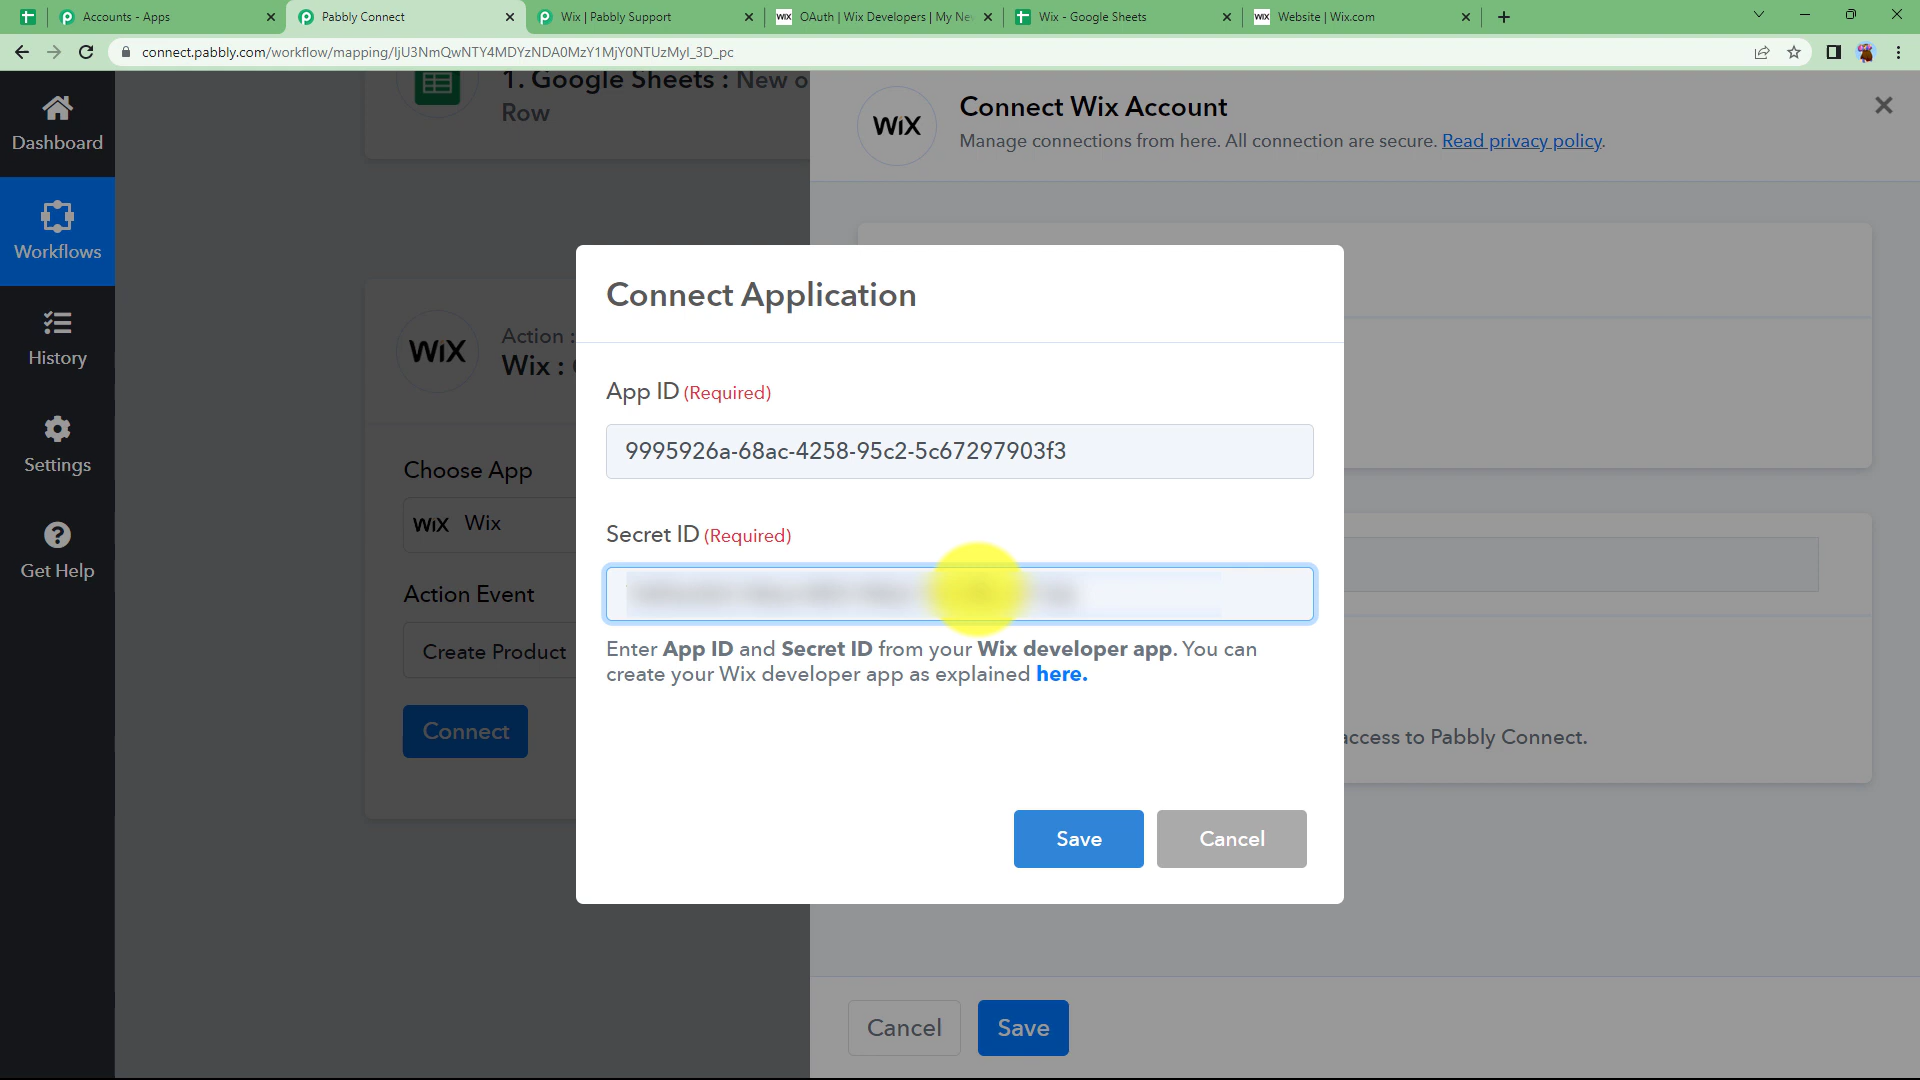 Accounts - Apps
Pabbly Connect
Wix | Pabbly Support
WIX OAuth | Wix Developers | My Ne
Wix - Google Sheets
WIX Website | Wix.com
connect.pabbly.com/workflow/mapping/IjU3NmQwNTY4MDYzNDA0MzY1MjY0NTUzMyI_3D_pc
Dashboard
Workflows
History
Settings
Get Help
1. Google Sheets : New o
Row
WIX
Action :
Wix :
Choose App
WIX Wix
Action Event
Create Product
Connect
WIX
Connect Wix Account
Manage connections from here. All connection are secure. Read privacy policy.
Connect Application
App ID (Required)
9995926a-68ac-4258-95c2-5c67297903f3
Secret ID (Required)
Enter App ID and Secret ID from your Wix developer app. You can
create your Wix developer app as explained here.
Save
Cancel
access to Pabbly Connect.
Cancel
Save